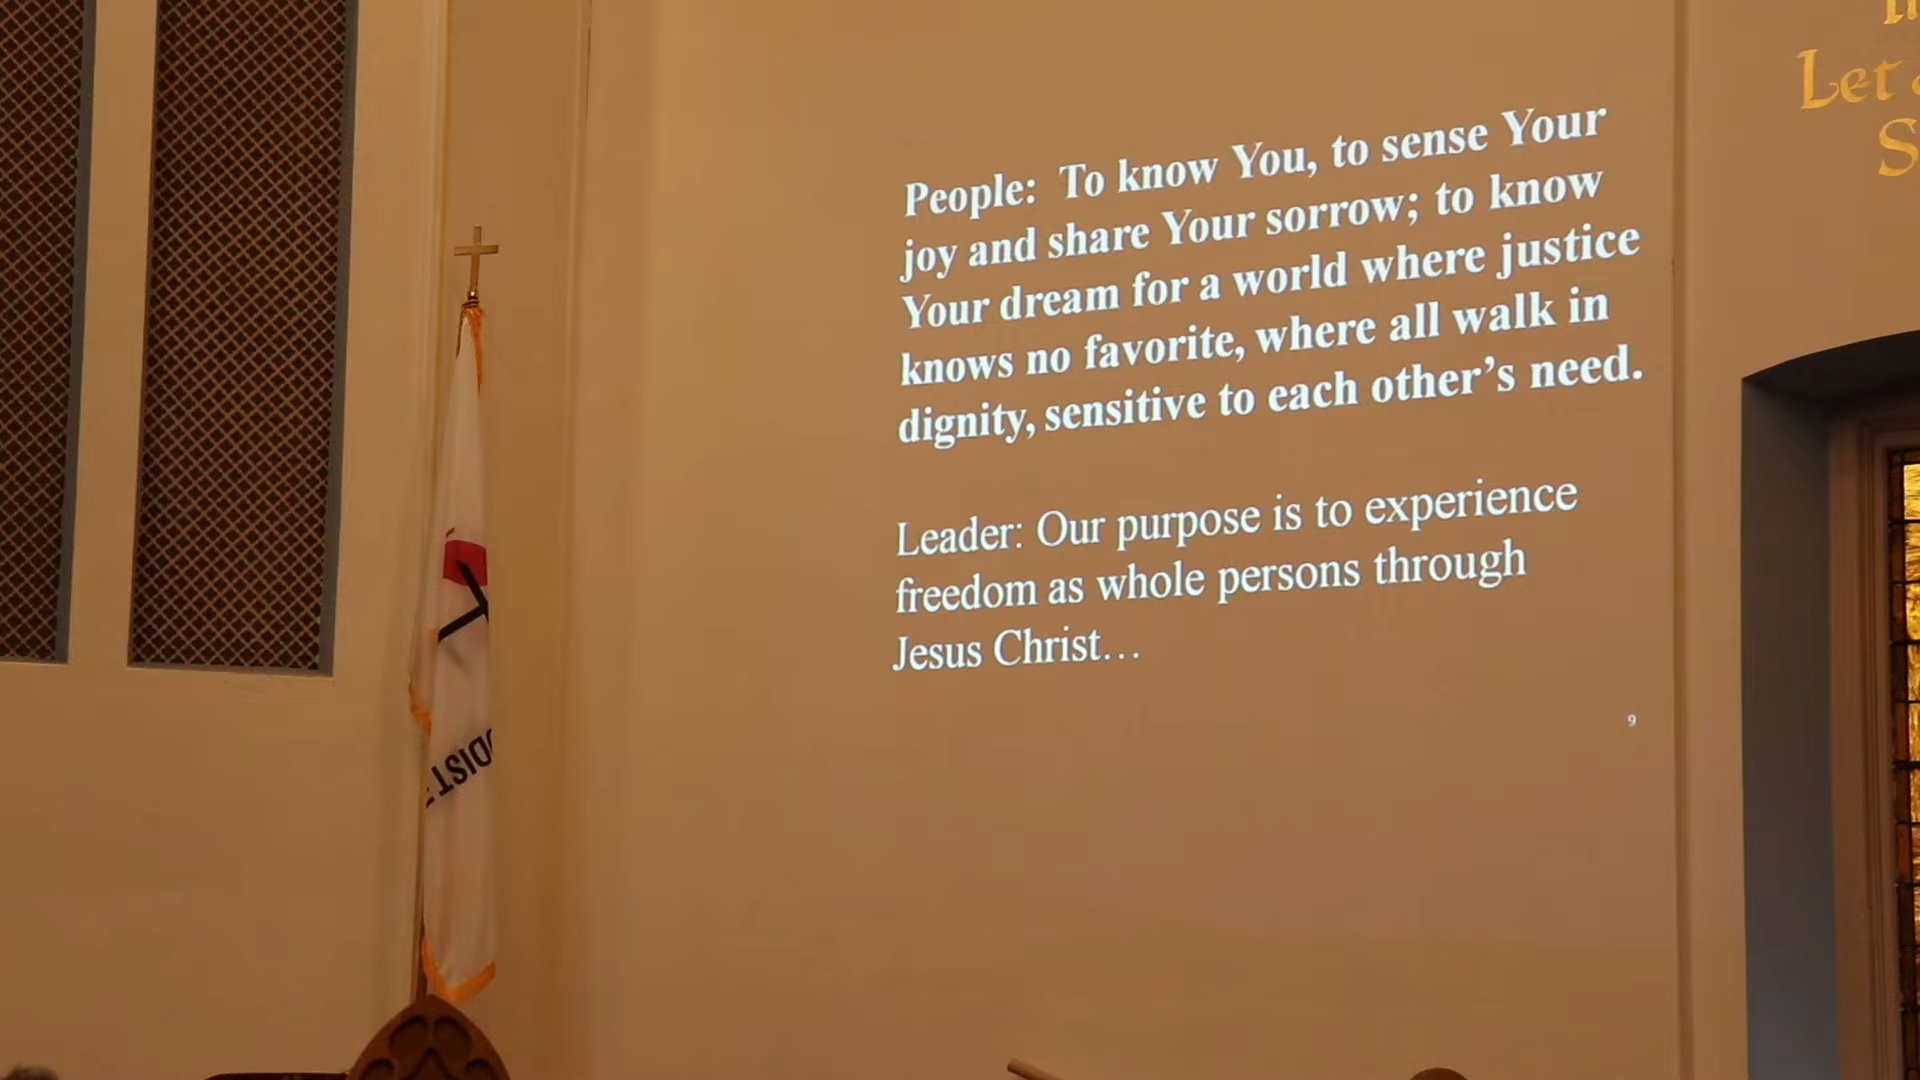 People: To know You, to sense Your
joy and share Your sorrow; to know
Your dream for a world where justice
knows no favorite, where all walk in
dignity, sensitive to each other’s need.
Leader: Our purpose is to experience
freedom as whole persons through
Jesus Christ…
9
Let